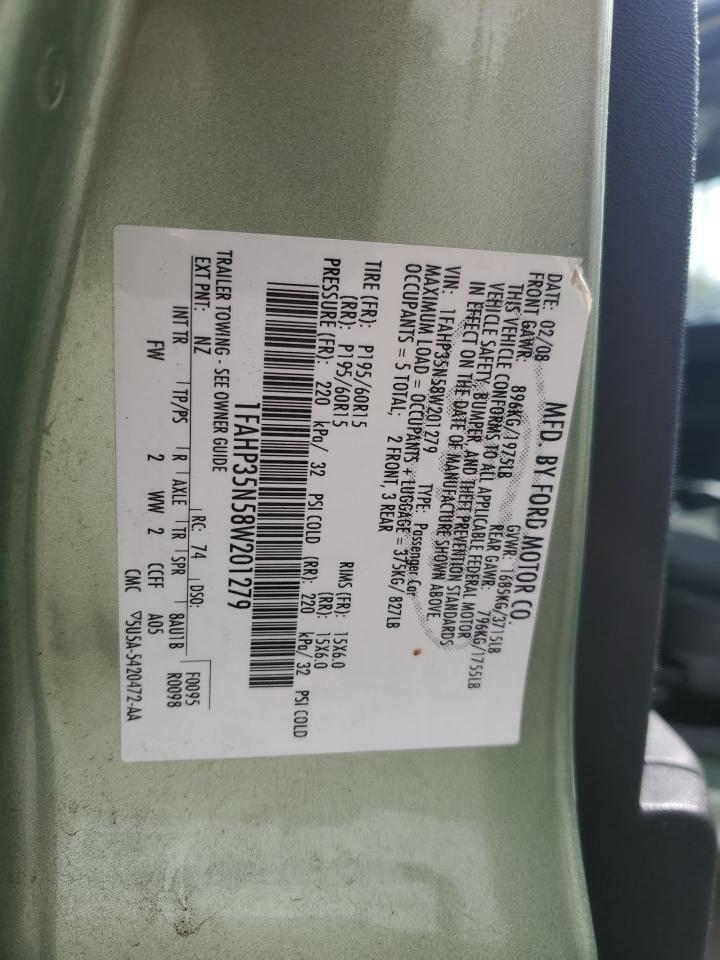 MFD. BY FORD MOTOR CO.
DATE: 02/08 GVWR: 1685KG/3715LB
FRONT GAWR: 896KG/1975LB REAR GAWR: 796KG/1755LB
THIS VEHICLE CONFORMS TO ALL APPLICABLE FEDERAL MOTOR
VEHICLE SAFETY, BUMPER, AND THEFT PREVENTION STANDARDS
IN EFFECT ON THE DATE OF MANUFACTURE SHOWN ABOVE.
VIN: 1FAHP35N58W201279 TYPE: Passenger Car
MAXIMUM LOAD = OCCUPANTS + LUGGAGE = 375KG/ 827LB
OCCUPANTS = 5 TOTAL; 2 FRONT, 3 REAR
TIRE (FR): P195/60R15 RIMS (FR): 15X6.0
(RR): P195/60R15 (RR): 15X6.0
PRESSURE (FR): 220 kPa/ 32 PSI COLD (RR): 220 kPa/ 32 PSI COLD
1FAHP35N58W201279
TRAILER TOWING - SEE OWNER GUIDE
EXT PNT: NZ RC: 74 DSO: F0095
R0098
INT TR TP/PS R AXLE TR SPR 8AU1B
FW 2 2 WW 2 CCFF A05
CIMC ▽5U5A-5420472-AA